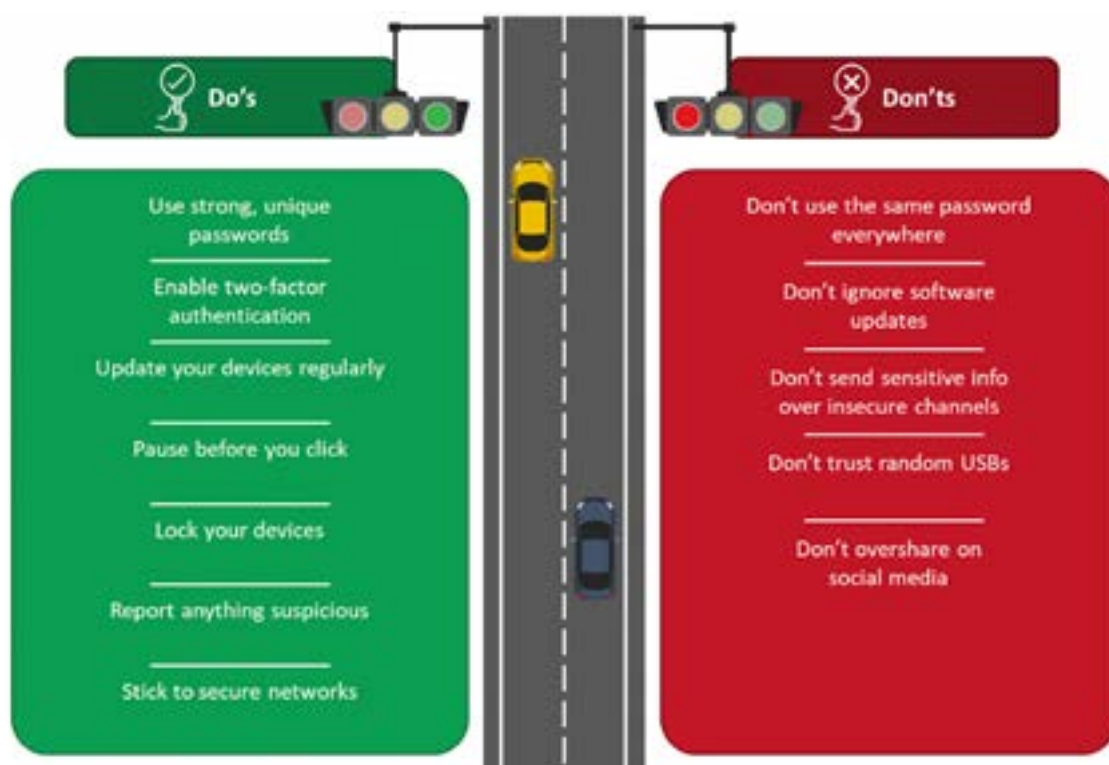 Do's
Use strong, unique
passwords
Enable two-factor
authentication
Update your devices regularly
Pause before you click
Lock your devices
Report anything suspicious
Stick to secure networks
Don'ts
Don't use the same password
everywhere
Don't ignore software
updates
Don't send sensitive info
over insecure channels
Don't trust random USBs
Don't overshare on
social media